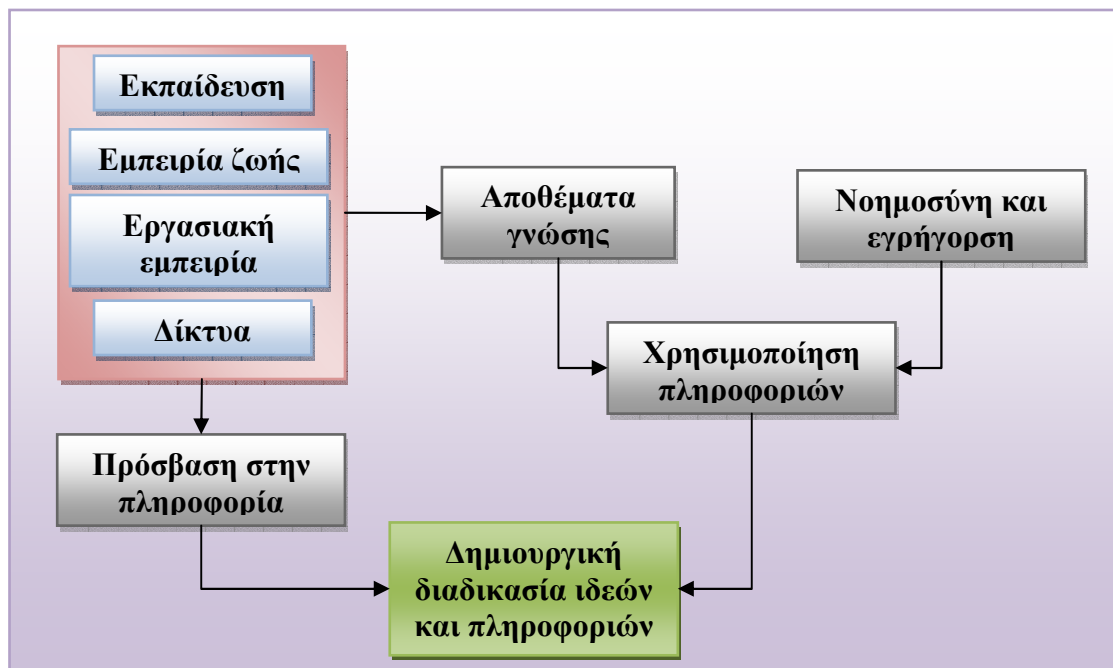 Εκπαίδευση
Εμπειρία ζωής
Εργασιακή
εμπειρία
Δίκτυα
Αποθέματα
γνώσης
Νοημοσύνη και
εγρήγορση
Χρησιμοποίηση
πληροφοριών
Πρόσβαση στην
πληροφορία
Δημιουργική
διαδικασία ιδεών
και πληροφοριών